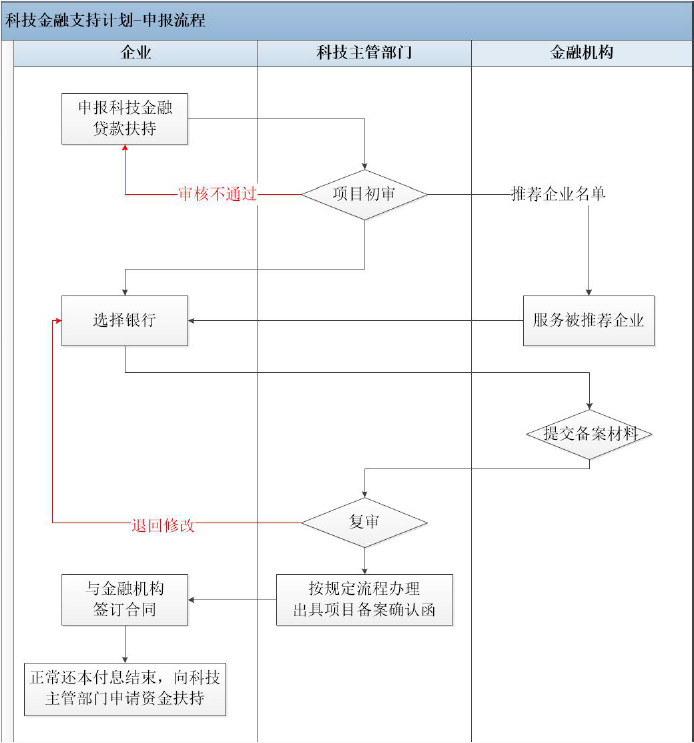 科技金融支持计划-申报流程
企业
科技主管部门
金融机构
申报科技金融
贷款扶持
审核不通过
项目初审
推荐企业名单
选择银行
服务被推荐企业
提交备案材料
退回修改
复审
与金融机构
签订合同
按规定流程办理
出具项目备案确认函
正常还本付息结束，向科技
主管部门申请资金扶持